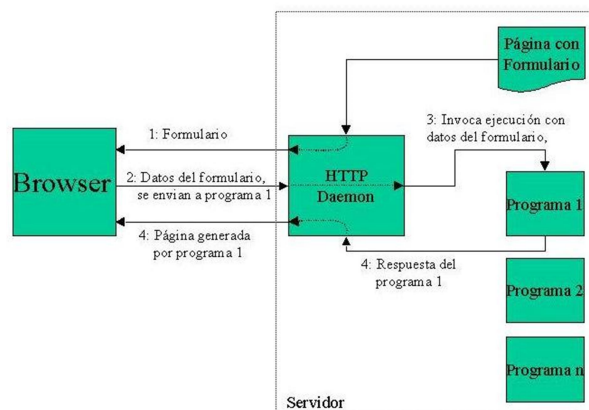 Página con
Formulario
3: Invoca ejecución con
datos del formulario,
1: Formulario
Browser
2: Datos del formulario,
se envian a programa 1
HTTP
Daemon
Programa 1
4: Página generada
por programa 1
4: Respuesta del
programa 1
Programa 2
Programa n
Servidor